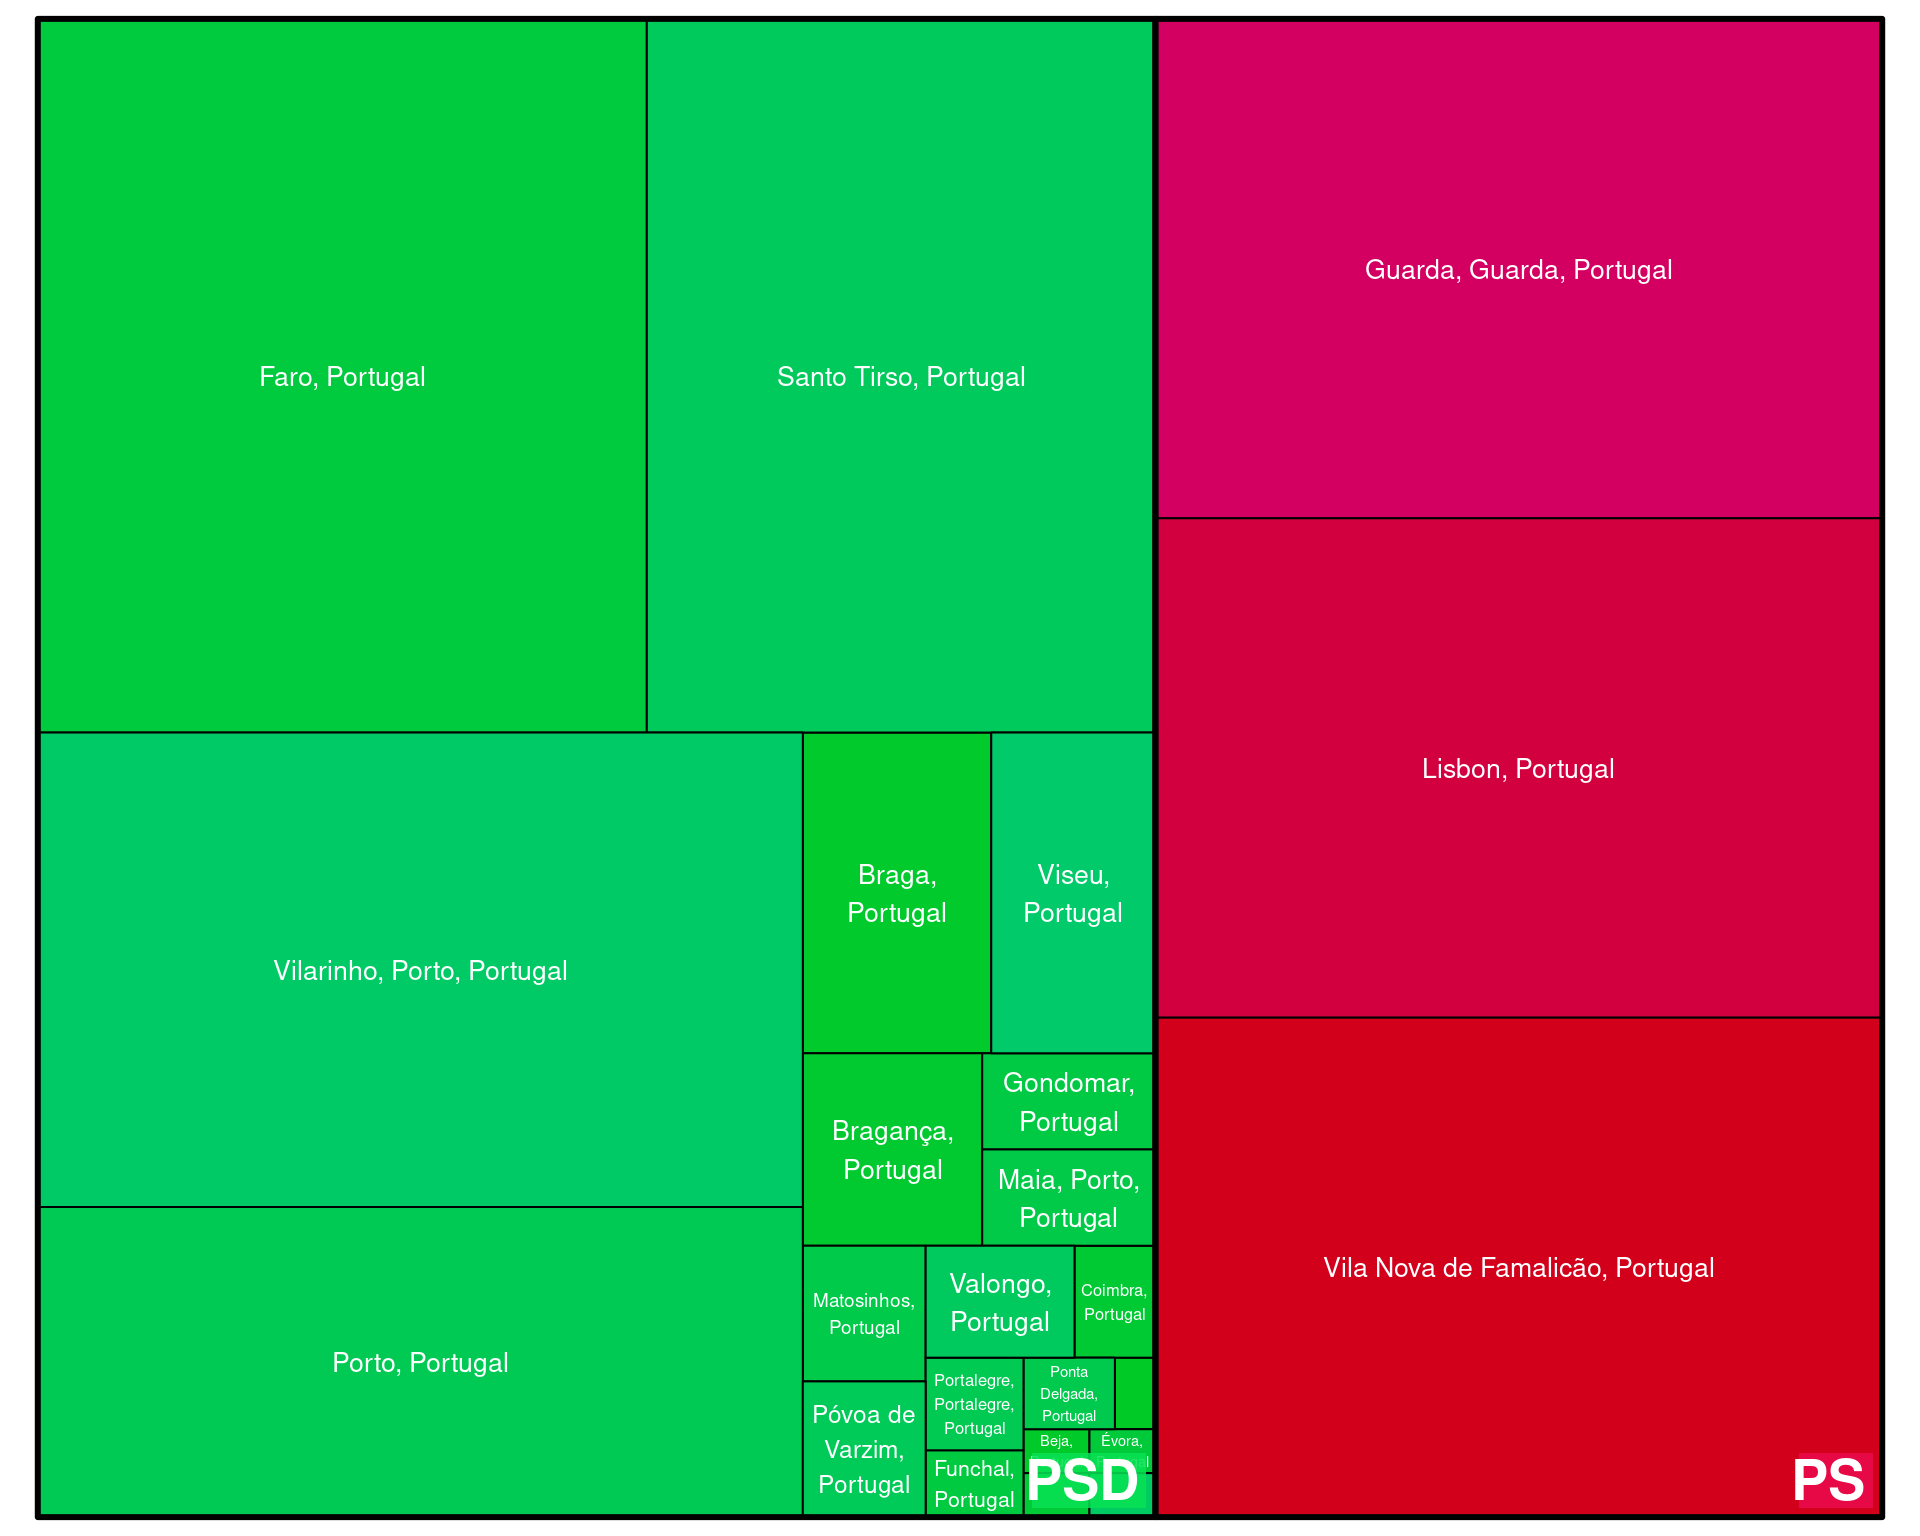 Faro, Portugal
Santo Tirso, Portugal
Guarda, Guarda, Portugal
Lisbon, Portugal
Braga,
Portugal
Viseu,
Portugal
Vilarinho, Porto, Portugal
Gondomar,
Portugal
Bragança,
Portugal
Maia, Porto,
Portugal
Vila Nova de Famalicão, Portugal
Matosinhos,
Portugal
Valongo,
Portugal
Coimbra,
Portugal
Porto, Portugal
Portalegre,
Portalegre,
Portugal
Ponta
Delgada,
Portugal
Póvoa de
Varzim,
Portugal
Beja,
Évora,
Funchal,
Portugal
PSD
PS